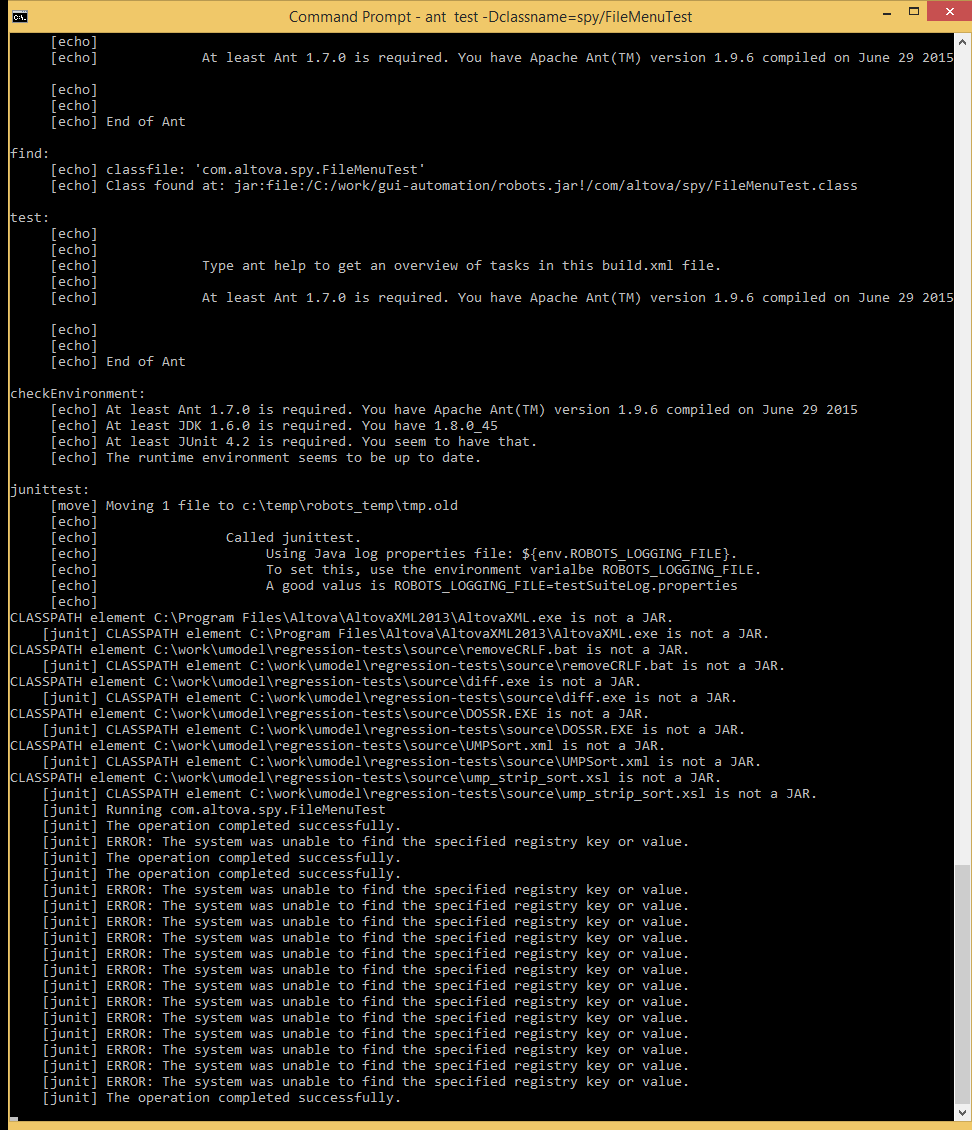 Command Prompt - ant  test -Dclassname=spy/FileMenuTest
[echo]
[echo]             At least Ant 1.7.0 is required. You have Apache Ant(TM) version 1.9.6 compiled on June 29 2015
[echo]
[echo]
[echo] End of Ant
find:
[echo] classfile: 'com.altova.spy.FileMenuTest'
[echo] Class found at: jar:file:/C:/work/gui-automation/robots.jar!/com/altova/spy/FileMenuTest.class
test:
[echo]
[echo]
[echo]             Type ant help to get an overview of tasks in this build.xml file.
[echo]
[echo]             At least Ant 1.7.0 is required. You have Apache Ant(TM) version 1.9.6 compiled on June 29 2015
[echo]
[echo]
[echo] End of Ant
checkEnvironment:
[echo] At least Ant 1.7.0 is required. You have Apache Ant(TM) version 1.9.6 compiled on June 29 2015
[echo] At least JDK 1.6.0 is required. You have 1.8.0_45
[echo] At least JUnit 4.2 is required. You seem to have that.
[echo] The runtime environment seems to be up to date.
junittest:
[move] Moving 1 file to c:\temp\robots_temp\tmp.old
[echo]
[echo]                Called junittest.
[echo]                     Using Java log properties file: ${env.ROBOTS_LOGGING_FILE}.
[echo]                     To set this, use the environment varialbe ROBOTS_LOGGING_FILE.
[echo]                     A good valus is ROBOTS_LOGGING_FILE=testSuiteLog.properties
[echo]
CLASSPATH element C:\Program Files\Altova\AltovaXML2013\AltovaXML.exe is not a JAR.
[junit] CLASSPATH element C:\Program Files\Altova\AltovaXML2013\AltovaXML.exe is not a JAR.
CLASSPATH element C:\work\umodel\regression-tests\source\removeCRLF.bat is not a JAR.
[junit] CLASSPATH element C:\work\umodel\regression-tests\source\removeCRLF.bat is not a JAR.
CLASSPATH element C:\work\umodel\regression-tests\source\diff.exe is not a JAR.
[junit] CLASSPATH element C:\work\umodel\regression-tests\source\diff.exe is not a JAR.
CLASSPATH element C:\work\umodel\regression-tests\source\DOSSR.EXE is not a JAR.
[junit] CLASSPATH element C:\work\umodel\regression-tests\source\DOSSR.EXE is not a JAR.
CLASSPATH element C:\work\umodel\regression-tests\source\UMPSort.xml is not a JAR.
[junit] CLASSPATH element C:\work\umodel\regression-tests\source\UMPSort.xml is not a JAR.
CLASSPATH element C:\work\umodel\regression-tests\source\ump_strip_sort.xsl is not a JAR.
[junit] CLASSPATH element C:\work\umodel\regression-tests\source\ump_strip_sort.xsl is not a JAR.
[junit] Running com.altova.spy.FileMenuTest
[junit] The operation completed successfully.
[junit] ERROR: The system was unable to find the specified registry key or value.
[junit] The operation completed successfully.
[junit] The operation completed successfully.
[junit] ERROR: The system was unable to find the specified registry key or value.
[junit] ERROR: The system was unable to find the specified registry key or value.
[junit] ERROR: The system was unable to find the specified registry key or value.
[junit] ERROR: The system was unable to find the specified registry key or value.
[junit] ERROR: The system was unable to find the specified registry key or value.
[junit] ERROR: The system was unable to find the specified registry key or value.
[junit] ERROR: The system was unable to find the specified registry key or value.
[junit] ERROR: The system was unable to find the specified registry key or value.
[junit] ERROR: The system was unable to find the specified registry key or value.
[junit] ERROR: The system was unable to find the specified registry key or value.
[junit] ERROR: The system was unable to find the specified registry key or value.
[junit] ERROR: The system was unable to find the specified registry key or value.
[junit] ERROR: The system was unable to find the specified registry key or value.
[junit] The operation completed successfully.